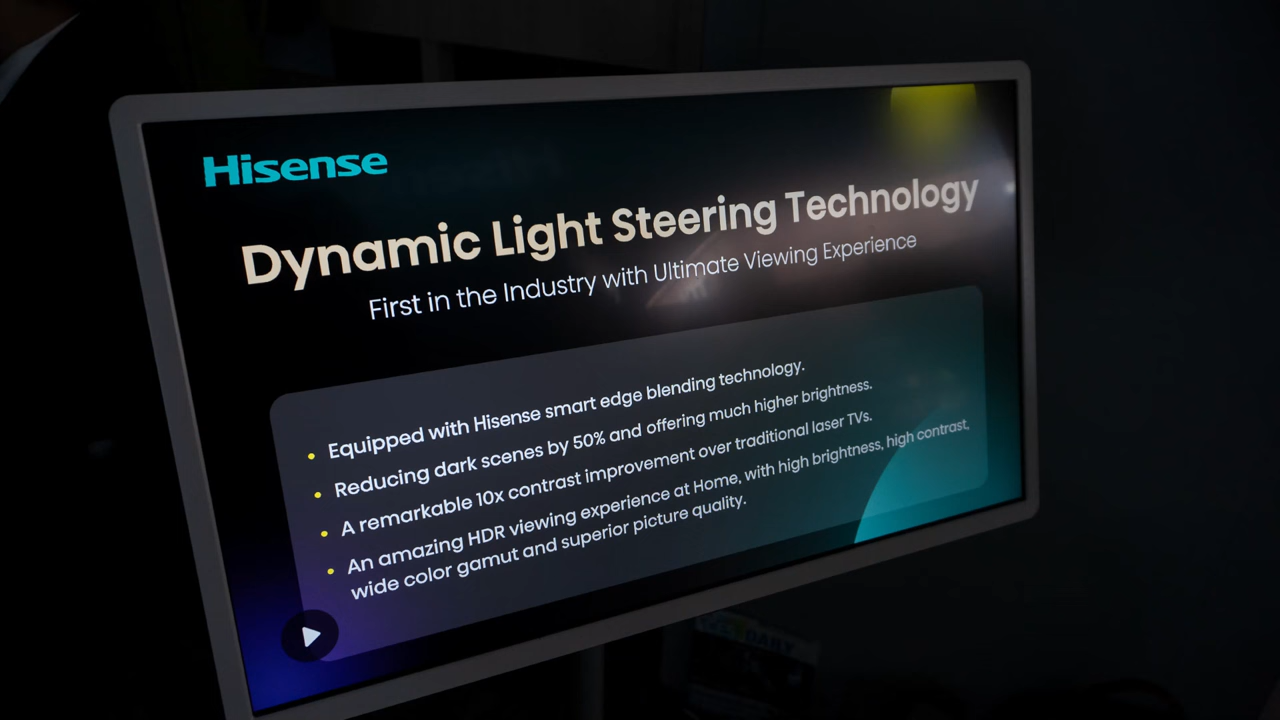 Hisense
Dynamic Light Steering Technology
First in the Industry with Ultimate Viewing Experience
Equipped with Hisense smart edge blending technology.
Reducing dark scenes by 50% and offering much higher brightness.
A remarkable 10x contrast improvement over traditional laser TVs.
An amazing HDR viewing experience at Home, with high brightness, high contrast,
wide color gamut and superior picture quality.
DAILY